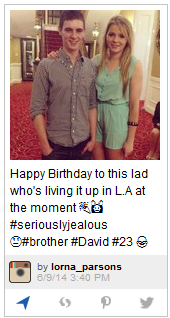 Happy Birthday to this lad
who's living it up in L.A at
the moment
#seriouslyjealous
#brother #David #23
by lorna_parsons
6/9/14 3:40 PM